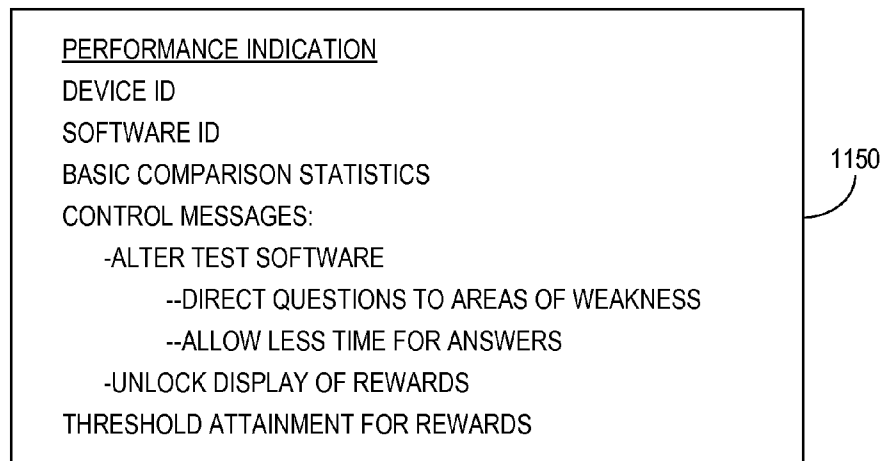 PERFORMANCE INDICATION
DEVICE ID
SOFTWARE ID
BASIC COMPARISON STATISTICS
1150
CONTROL MESSAGES:
-ALTER TEST SOFTWARE
--DIRECT QUESTIONS TO AREAS OF WEAKNESS
--ALLOW LESS TIME FOR ANSWERS
-UNLOCK DISPLAY OF REWARDS
THRESHOLD ATTAINMENT FOR REWARDS